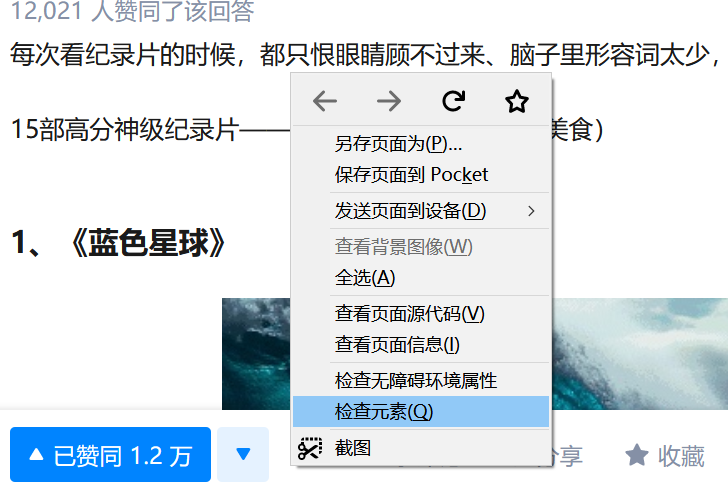 12,021 人赞同了该回答
每次看纪录片的时候，都只恨眼睛顾不过来、脑子里形容词太少，
15部高分神级纪录片——
美食）
1、《蓝色星球》
另存页面为(P)...
保存页面到 Pocket
发送页面到设备(D)
查看背景图像(W)
全选(A)
查看页面源代码(V)
查看页面信息(I)
检查无障碍环境属性
检查元素(Q)
截图
已赞同 1.2 万
分享
收藏